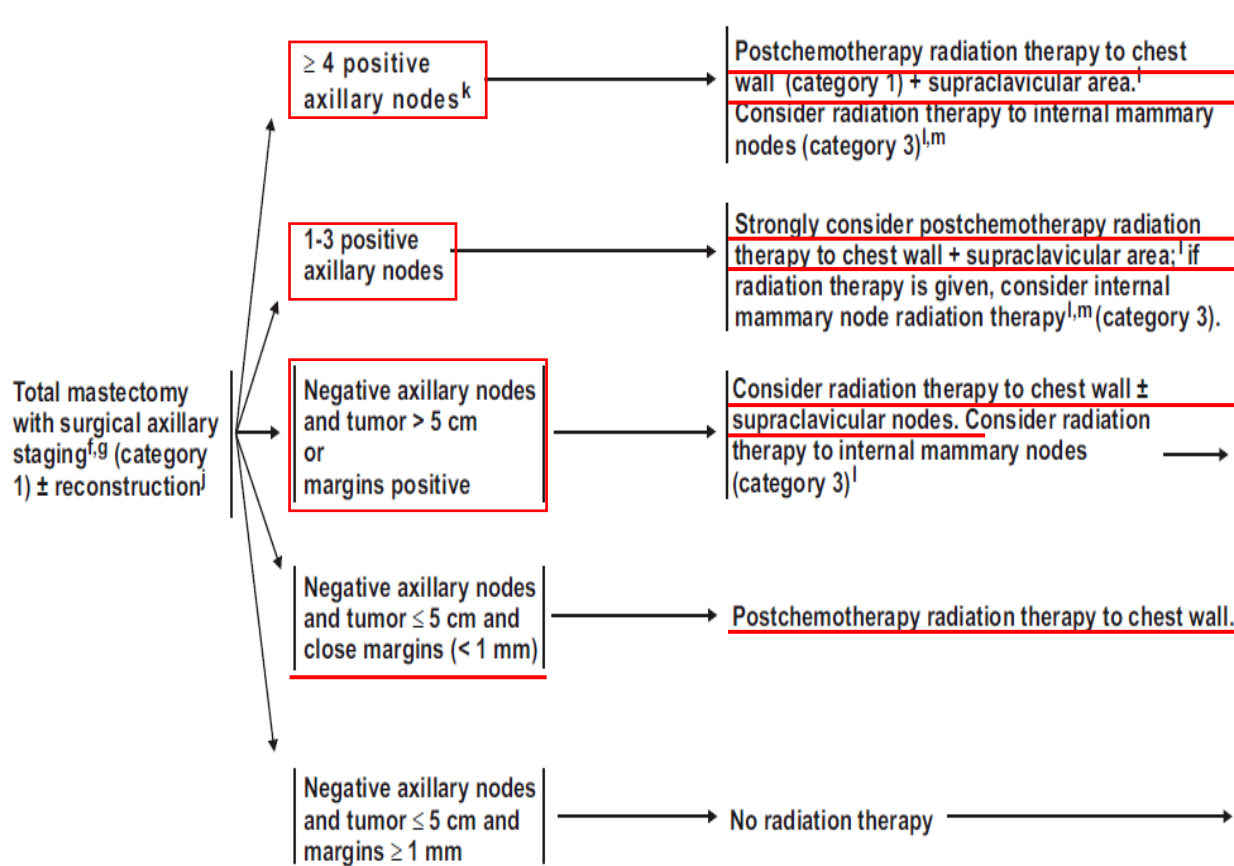 Total mastectomy
with surgical axillary
staging^f,g (category
1) ± reconstruction^j
≥ 4 positive
axillary nodes^k
Postchemotherapy radiation therapy to chest
wall (category 1) + supraclavicular area.^l
Consider radiation therapy to internal mammary
nodes (category 3)^l,m
1-3 positive
axillary nodes
Strongly consider postchemotherapy radiation
therapy to chest wall + supraclavicular area;^l if
radiation therapy is given, consider internal
mammary node radiation therapy^l,m (category 3).
Negative axillary nodes
and tumor > 5 cm
or
margins positive
Consider radiation therapy to chest wall ±
supraclavicular nodes. Consider radiation
therapy to internal mammary nodes
(category 3)^l
Negative axillary nodes
and tumor ≤ 5 cm and
close margins (< 1 mm)
Postchemotherapy radiation therapy to chest wall.
Negative axillary nodes
and tumor ≤ 5 cm and
margins ≥ 1 mm
No radiation therapy